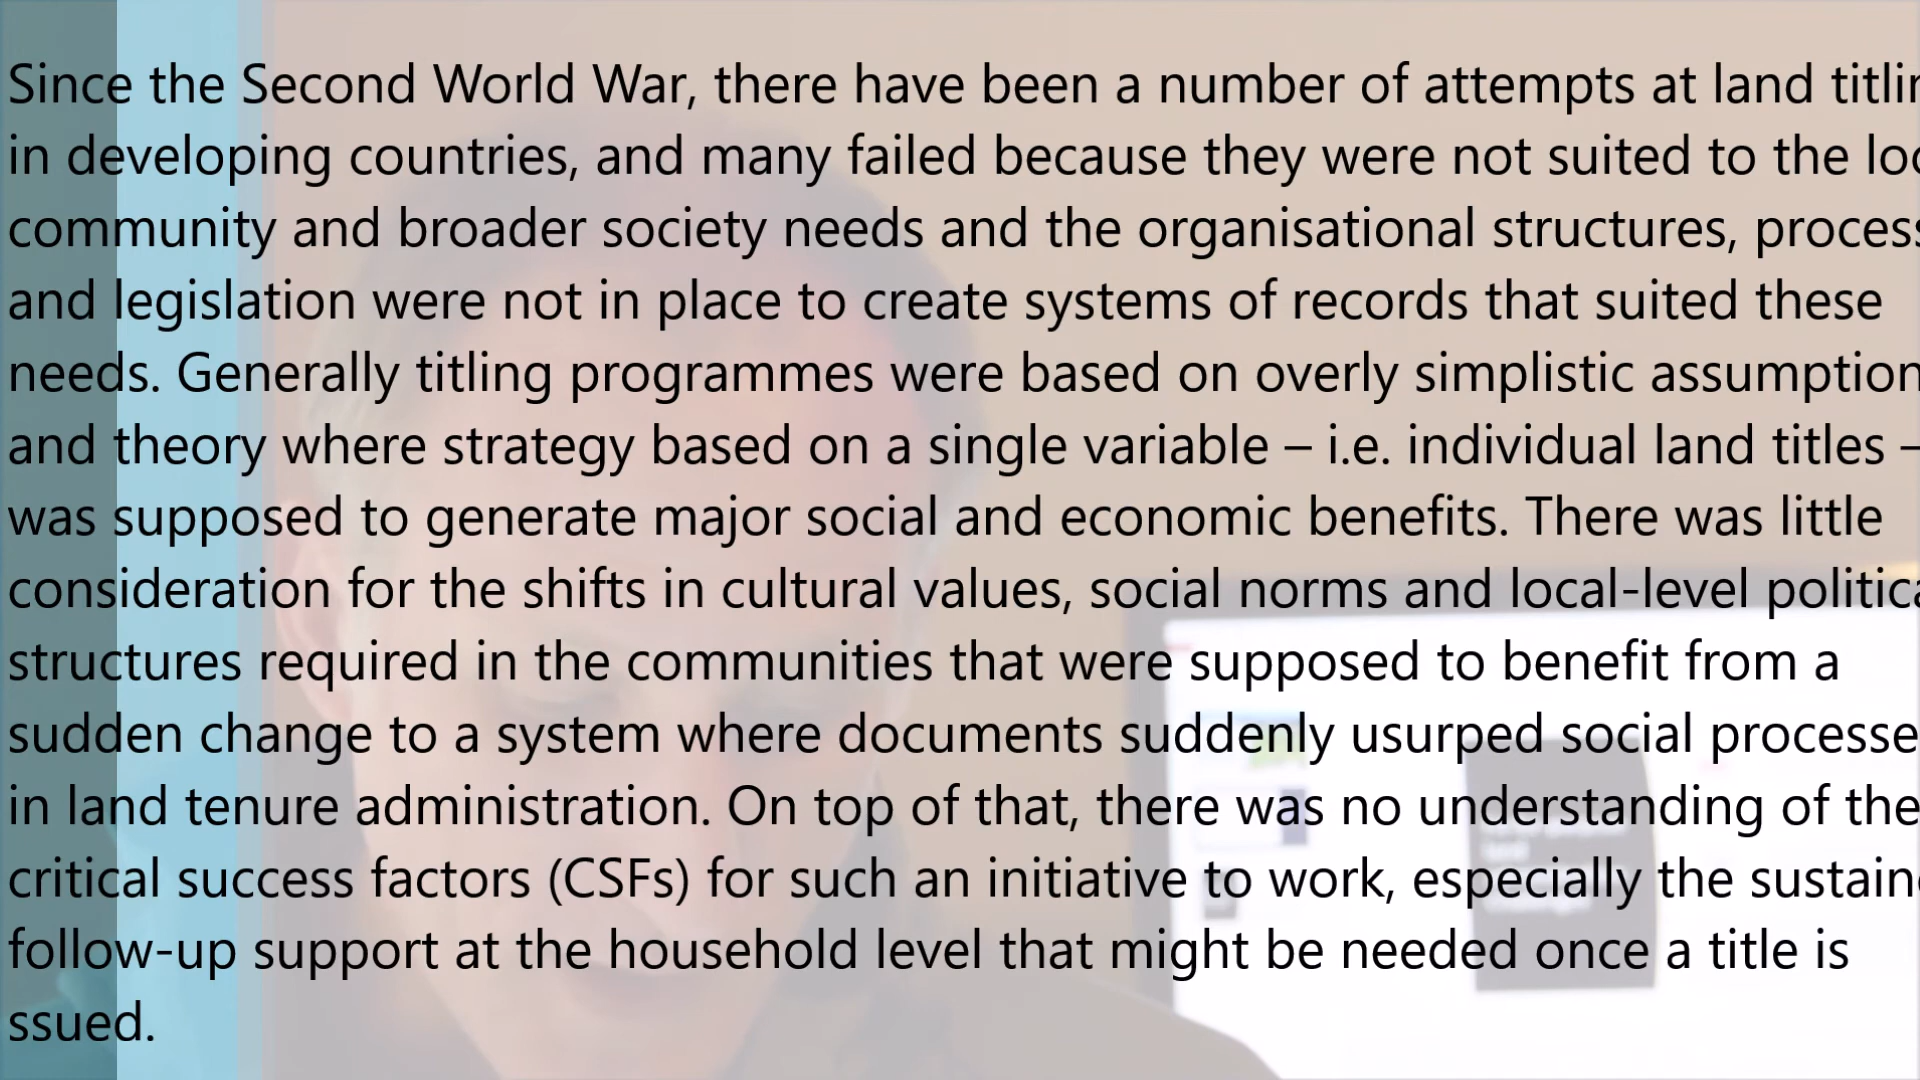 Since the Second World War, there have been a number of attempts at land
in developing countries, and many failed because they were not suited to the
community and broader society needs and the organisational structures,
and legislation were not in place to create systems of records that suited these
needs. Generally titling programmes were based on overly simplistic
and theory where strategy based on a single variable – i.e. individual land titles –
was supposed to generate major social and economic benefits. There was little
consideration for the shifts in cultural values, social norms and local-level
structures required in the communities that were supposed to benefit from a
sudden change to a system where documents suddenly usurped social
in land tenure administration. On top of that, there was no understanding of the
critical success factors (CSFs) for such an initiative to work, especially the
follow-up support at the household level that might be needed once a title is
ssued.